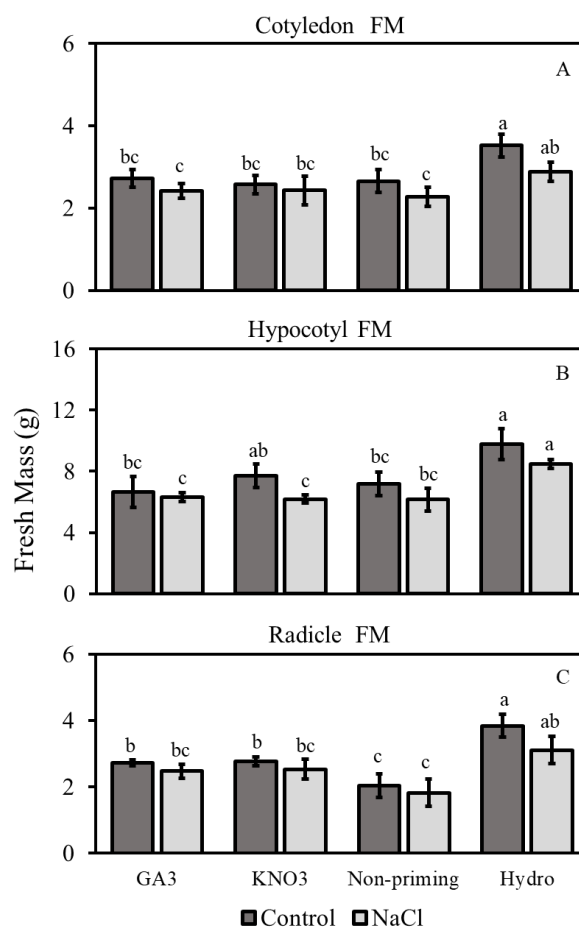 Cotyledon FM
6
A
a
bc
bc
bc
ab
4
c
bc
c
2
0
Hypocotyl FM
16
B
a
12
ab
a
bc
bc
c
c
bc
8
4
0
Fresh Mass (g)
Radicle FM
6
C
a
ab
4
b
bc
b
bc
c
c
2
0
GA3 KNO3 Non-priming Hydro
Control NaCl